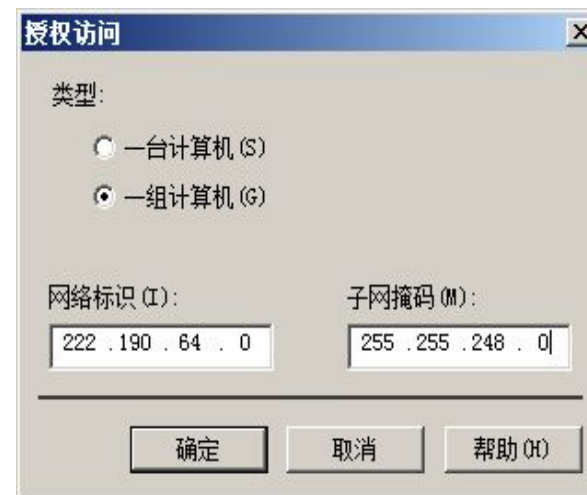 授权访问
类型:
一台计算机(S)
一组计算机(G)
网络标识(I): 子网掩码(M):
222 .190 . 64 . 0 255 .255 .248 . 0
确定 取消 帮助(H)